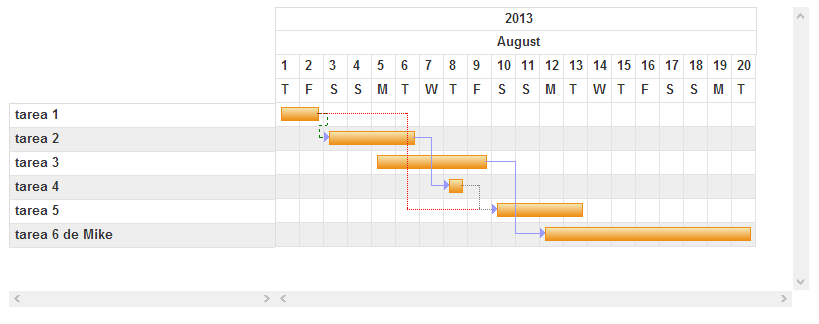 2013
August
1 2 3 4 5 6 7 8 9 10 11 12 13 14 15 16 17 18 19 20
T F S S M T W T F S S M T W T F S S M T
tarea 1
tarea 2
tarea 3
tarea 4
tarea 5
tarea 6 de Mike